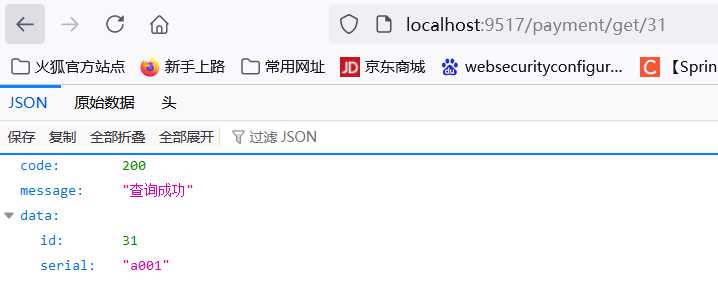 localhost:9517/payment/get/31
火狐官方站点 新手上路 常用网址 JD 京东商城 websecurityconfigur... C 【Sprin
JSON 原始数据 头
保存 复制 全部折叠 全部展开 过滤 JSON
code: 200
message: "查询成功"
data:
id: 31
serial: "a001"